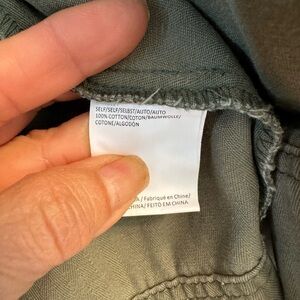 SELF/SELF/SELBST/AUTO/AUTO
100% COTTON/COTON/BAUMWOLLE/
COTONE/ALGODÓN
/ Fabriqué en Chine/
CHINA/ FEITO EM CHINA